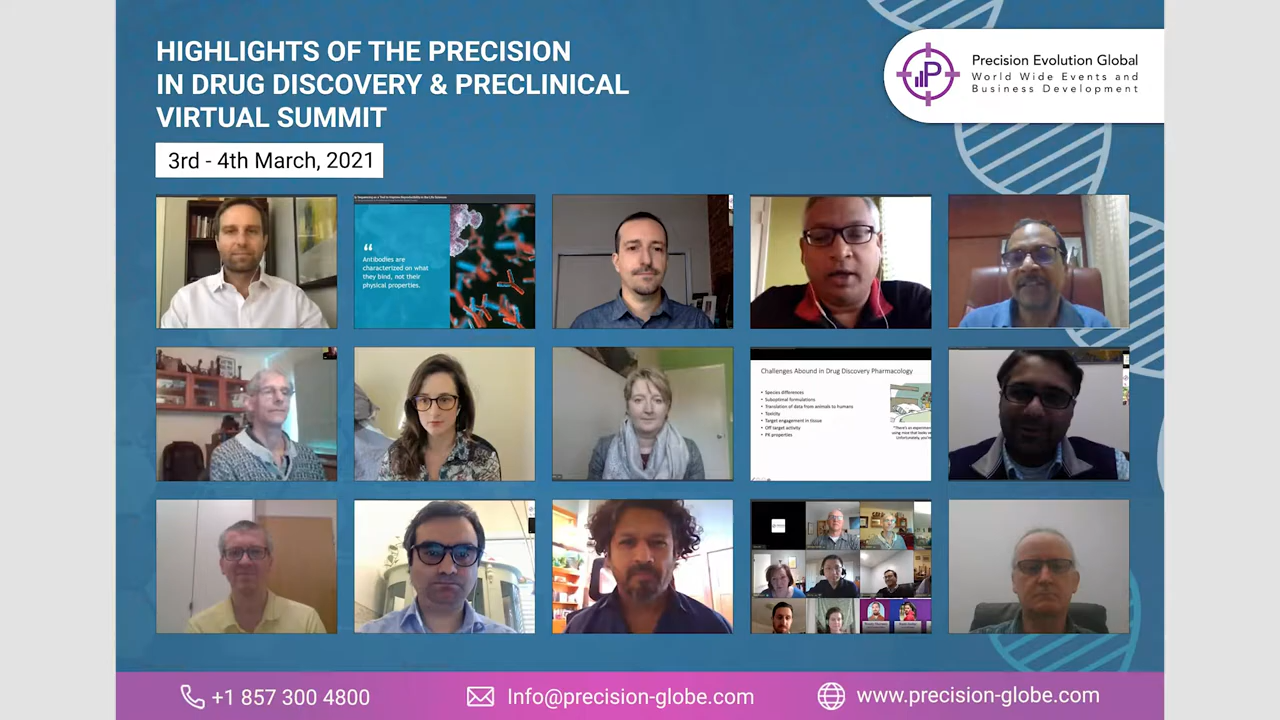 HIGHLIGHTS OF THE PRECISION
IN DRUG DISCOVERY & PRECLINICAL
VIRTUAL SUMMIT
3rd - 4th March, 2021
P
Precision Evolution Global
World Wide Events and
Business Development
“
Antibodies are
characterized on what
they bind, not their
physical properties.
Challenges Abound in Drug Discovery Pharmacology
• Species differences
• Suboptimal formulations
• Translation of data from animals to humans
• Toxicity
• Target engagement in tissue
• Off target activity
• PK properties
+1 857 300 4800
Info@precision-globe.com
www.precision-globe.com